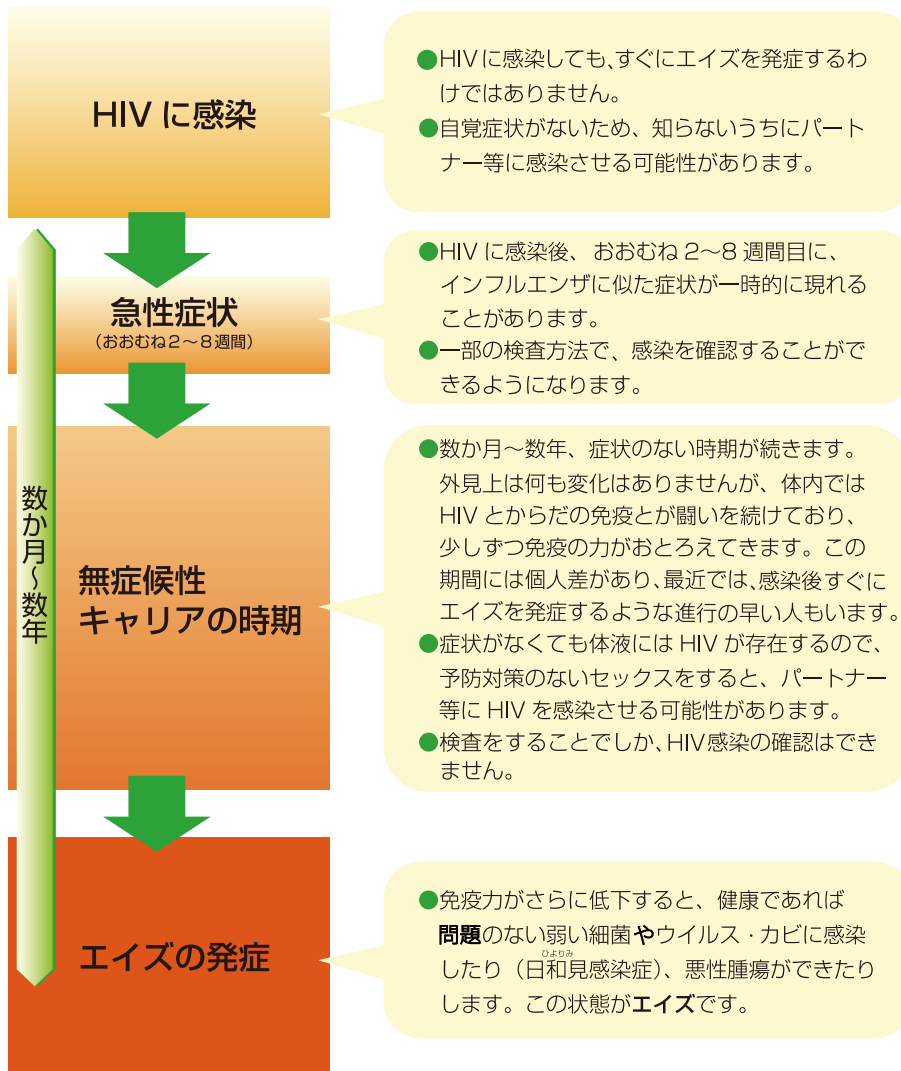 HIV に感染
●HIVに感染しても、すぐにエイズを発症するわ
けではありません。
●自覚症状がないため、知らないうちにパート
ナー等に感染させる可能性があります。
急性症状
（おおむね２～８週間）
●HIV に感染後、おおむね 2～8 週間目に、
インフルエンザに似た症状が一時的に現れる
ことがあります。
●一部の検査方法で、感染を確認することがで
きるようになります。
数か月～数年
無症候性
キャリアの時期
●数か月～数年、症状のない時期が続きます。
外見上は何も変化はありませんが、体内では
HIV とからだの免疫とが闘いを続けており、
少しずつ免疫の力がおとろえてきます。この
期間には個人差があり、最近では、感染後すぐに
エイズを発症するような進行の早い人もいます。
●症状がなくても体液には HIV が存在するので、
予防対策のないセックスをすると、パートナー
等に HIV を感染させる可能性があります。
●検査をすることでしか、HIV感染の確認はでき
ません。
エイズの発症
●免疫力がさらに低下すると、健康であれば
問題のない弱い細菌やウイルス・カビに感染
ひよりみ
したり（日和見感染症）、悪性腫瘍ができたり
します。この状態がエイズです。